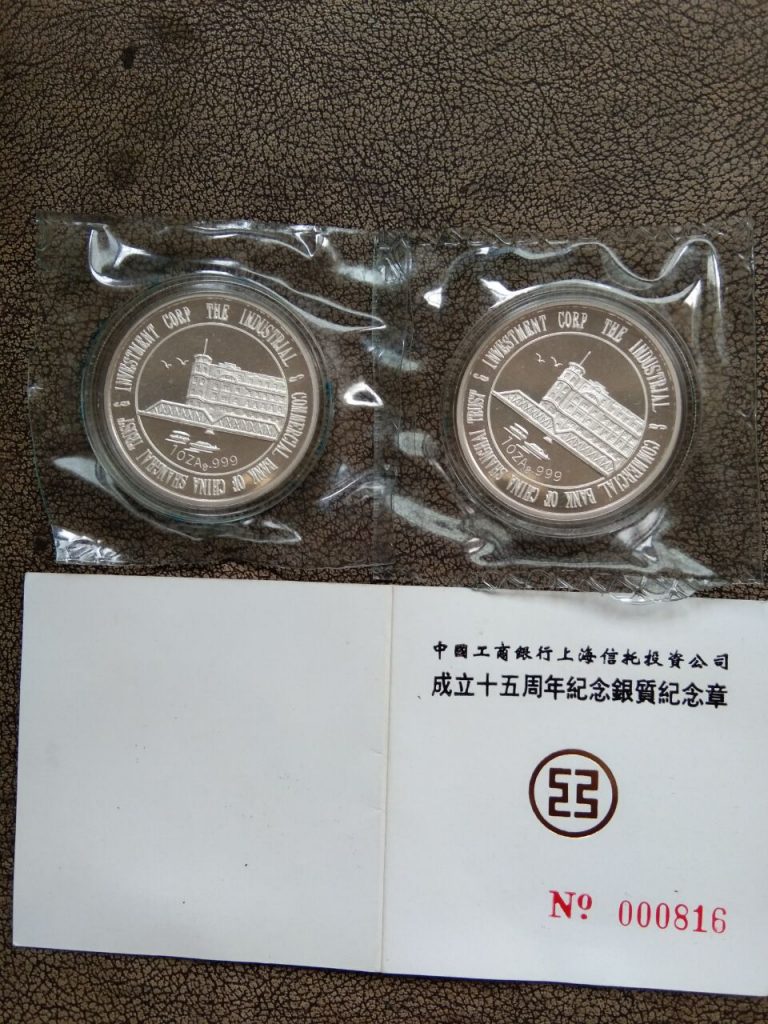 INVESTMENT CORP THE INDUSTRIAL & COMMERCIAL BANK OF CHINA SHANGHAI TRUST &
1OZAg.999
INVESTMENT CORP THE INDUSTRIAL & COMMERCIAL BANK OF CHINA SHANGHAI TRUST &
1OZAg.999
中國工商銀行上海信托投資公司
成立十五周年紀念銀質紀念章
Nº 000816